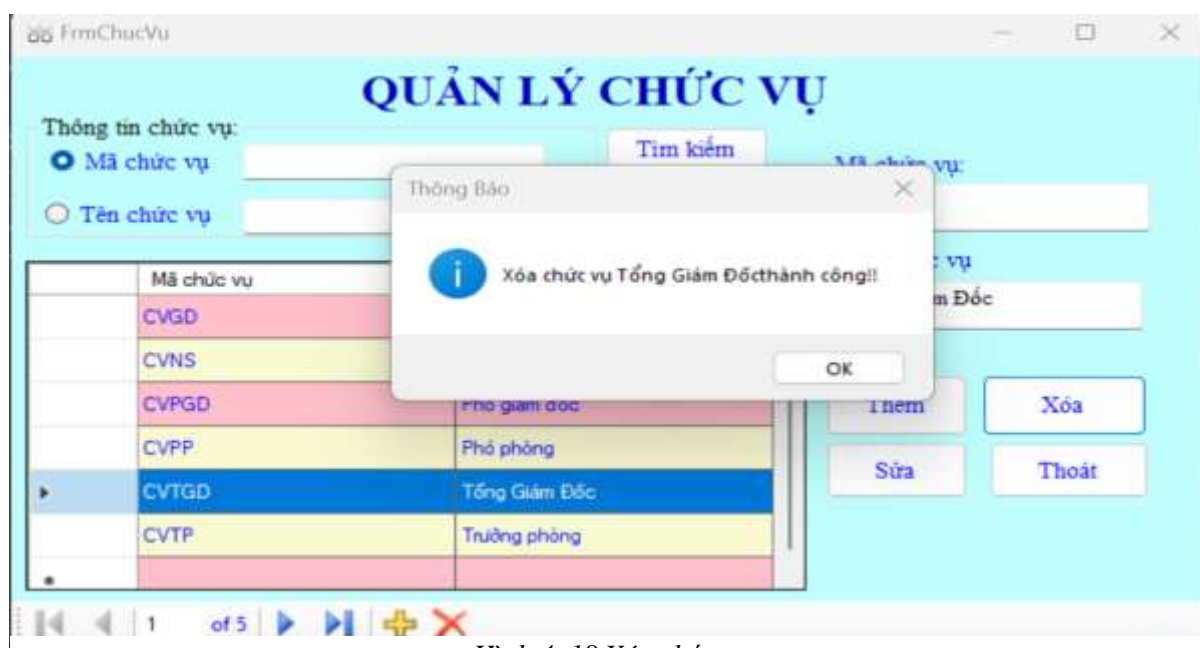 FrmChucVu
QUẢN LÝ CHỨC VỤ
Thông tin chức vụ:
Mã chức vụ
Tìm kiếm
Mã chức vụ:
Tên chức vụ
Thông Báo
Xóa chức vụ Tổng Giám Đốcthành công!!
OK
vụ
Đốc
Mã chức vụ
CVGD
CVNS
CVPGD Phó giám đốc
CVPP Phó phòng
CVTGD Tổng Giám Đốc
CVTP Trưởng phòng
Thêm Xóa
Sửa Thoát
1 of 5